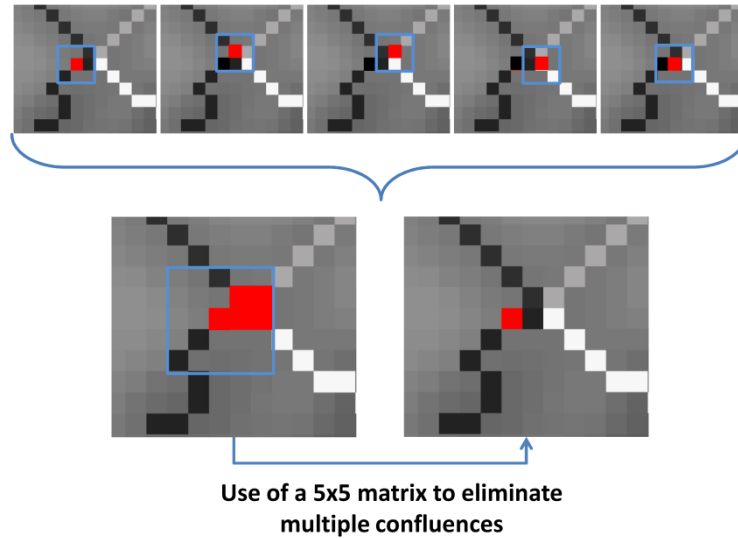 Use of a 5x5 matrix to eliminate
multiple confluences